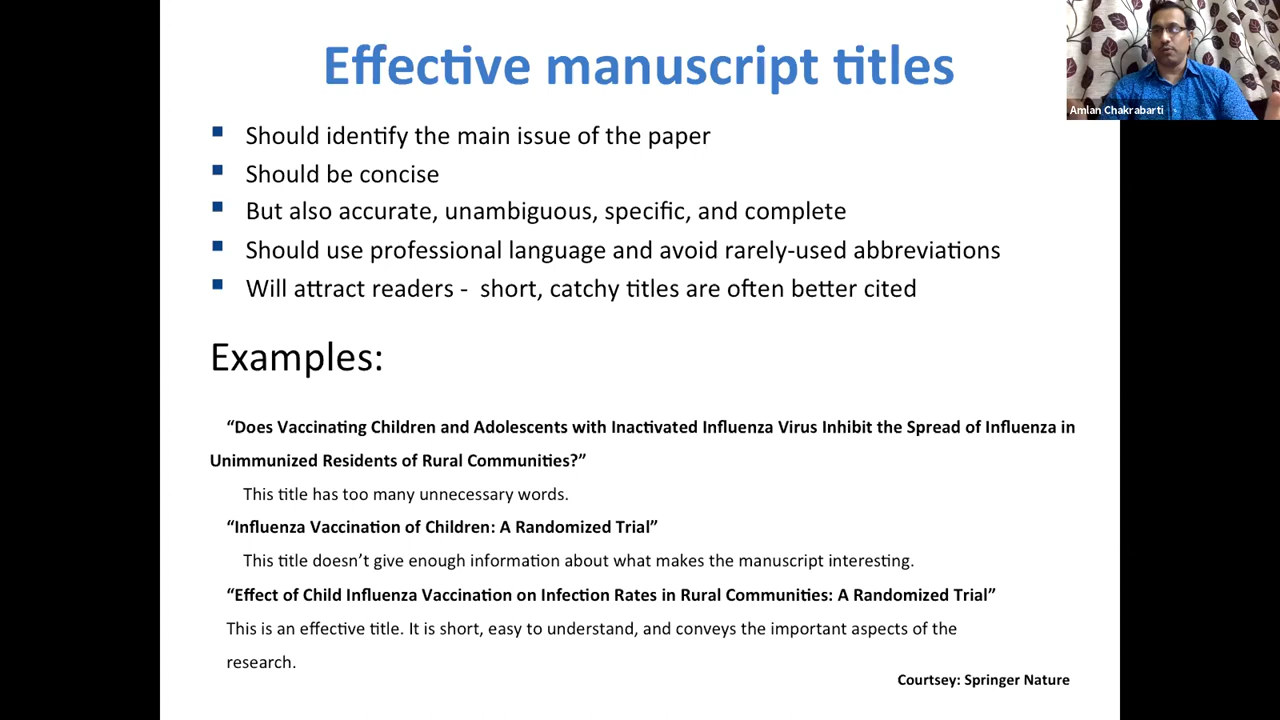 Effective manuscript titles
Amlan Chakrabarti
Should identify the main issue of the paper
Should be concise
But also accurate, unambiguous, specific, and complete
Should use professional language and avoid rarely-used abbreviations
Will attract readers - short, catchy titles are often better cited
Examples:
“Does Vaccinating Children and Adolescents with Inactivated Influenza Virus Inhibit the Spread of Influenza in
Unimmunized Residents of Rural Communities?”
This title has too many unnecessary words.
“Influenza Vaccination of Children: A Randomized Trial”
This title doesn’t give enough information about what makes the manuscript interesting.
“Effect of Child Influenza Vaccination on Infection Rates in Rural Communities: A Randomized Trial”
This is an effective title. It is short, easy to understand, and conveys the important aspects of the
research.
Courtsey: Springer Nature